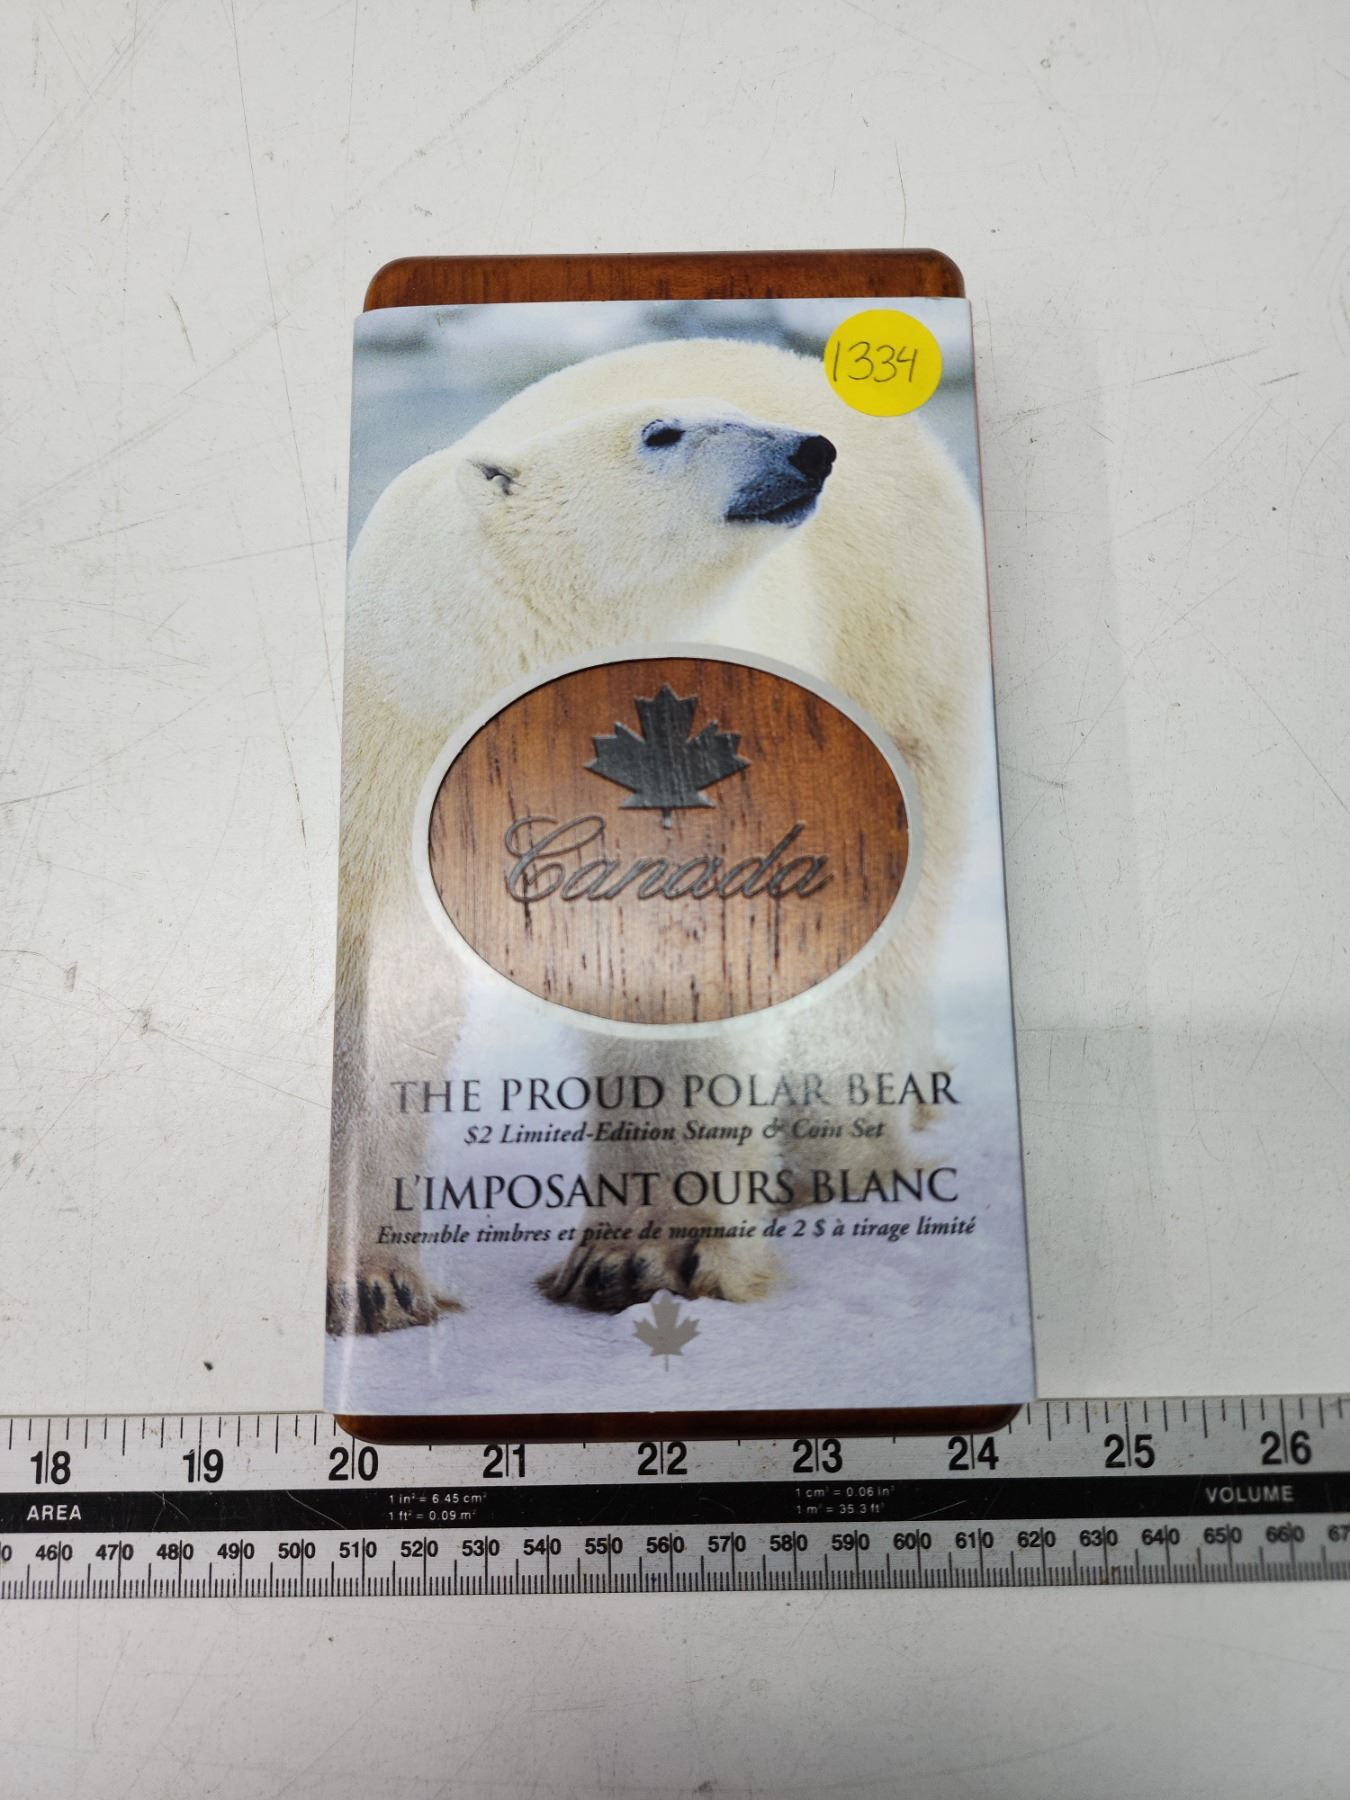 1334
Canada
THE PROUD POLAR BEAR
$2 Limited-Edition Stamp & Coin Set
L'IMPOSANT OURS BLANC
Ensemble timbres et pièce de monnaie de 2 $ à tirage limité
18 19 20 21 22 23 24 25 26
AREA
1 in² = 6.45 cm²
1 ft² = 0.09 m²
1 cm³ = 0.06 in³
1 m³ = 35.3 ft³
VOLUME
0 460 470 480 490 500 510 520 530 540 550 560 570 580 590 600 610 620 630 640 650 660 67